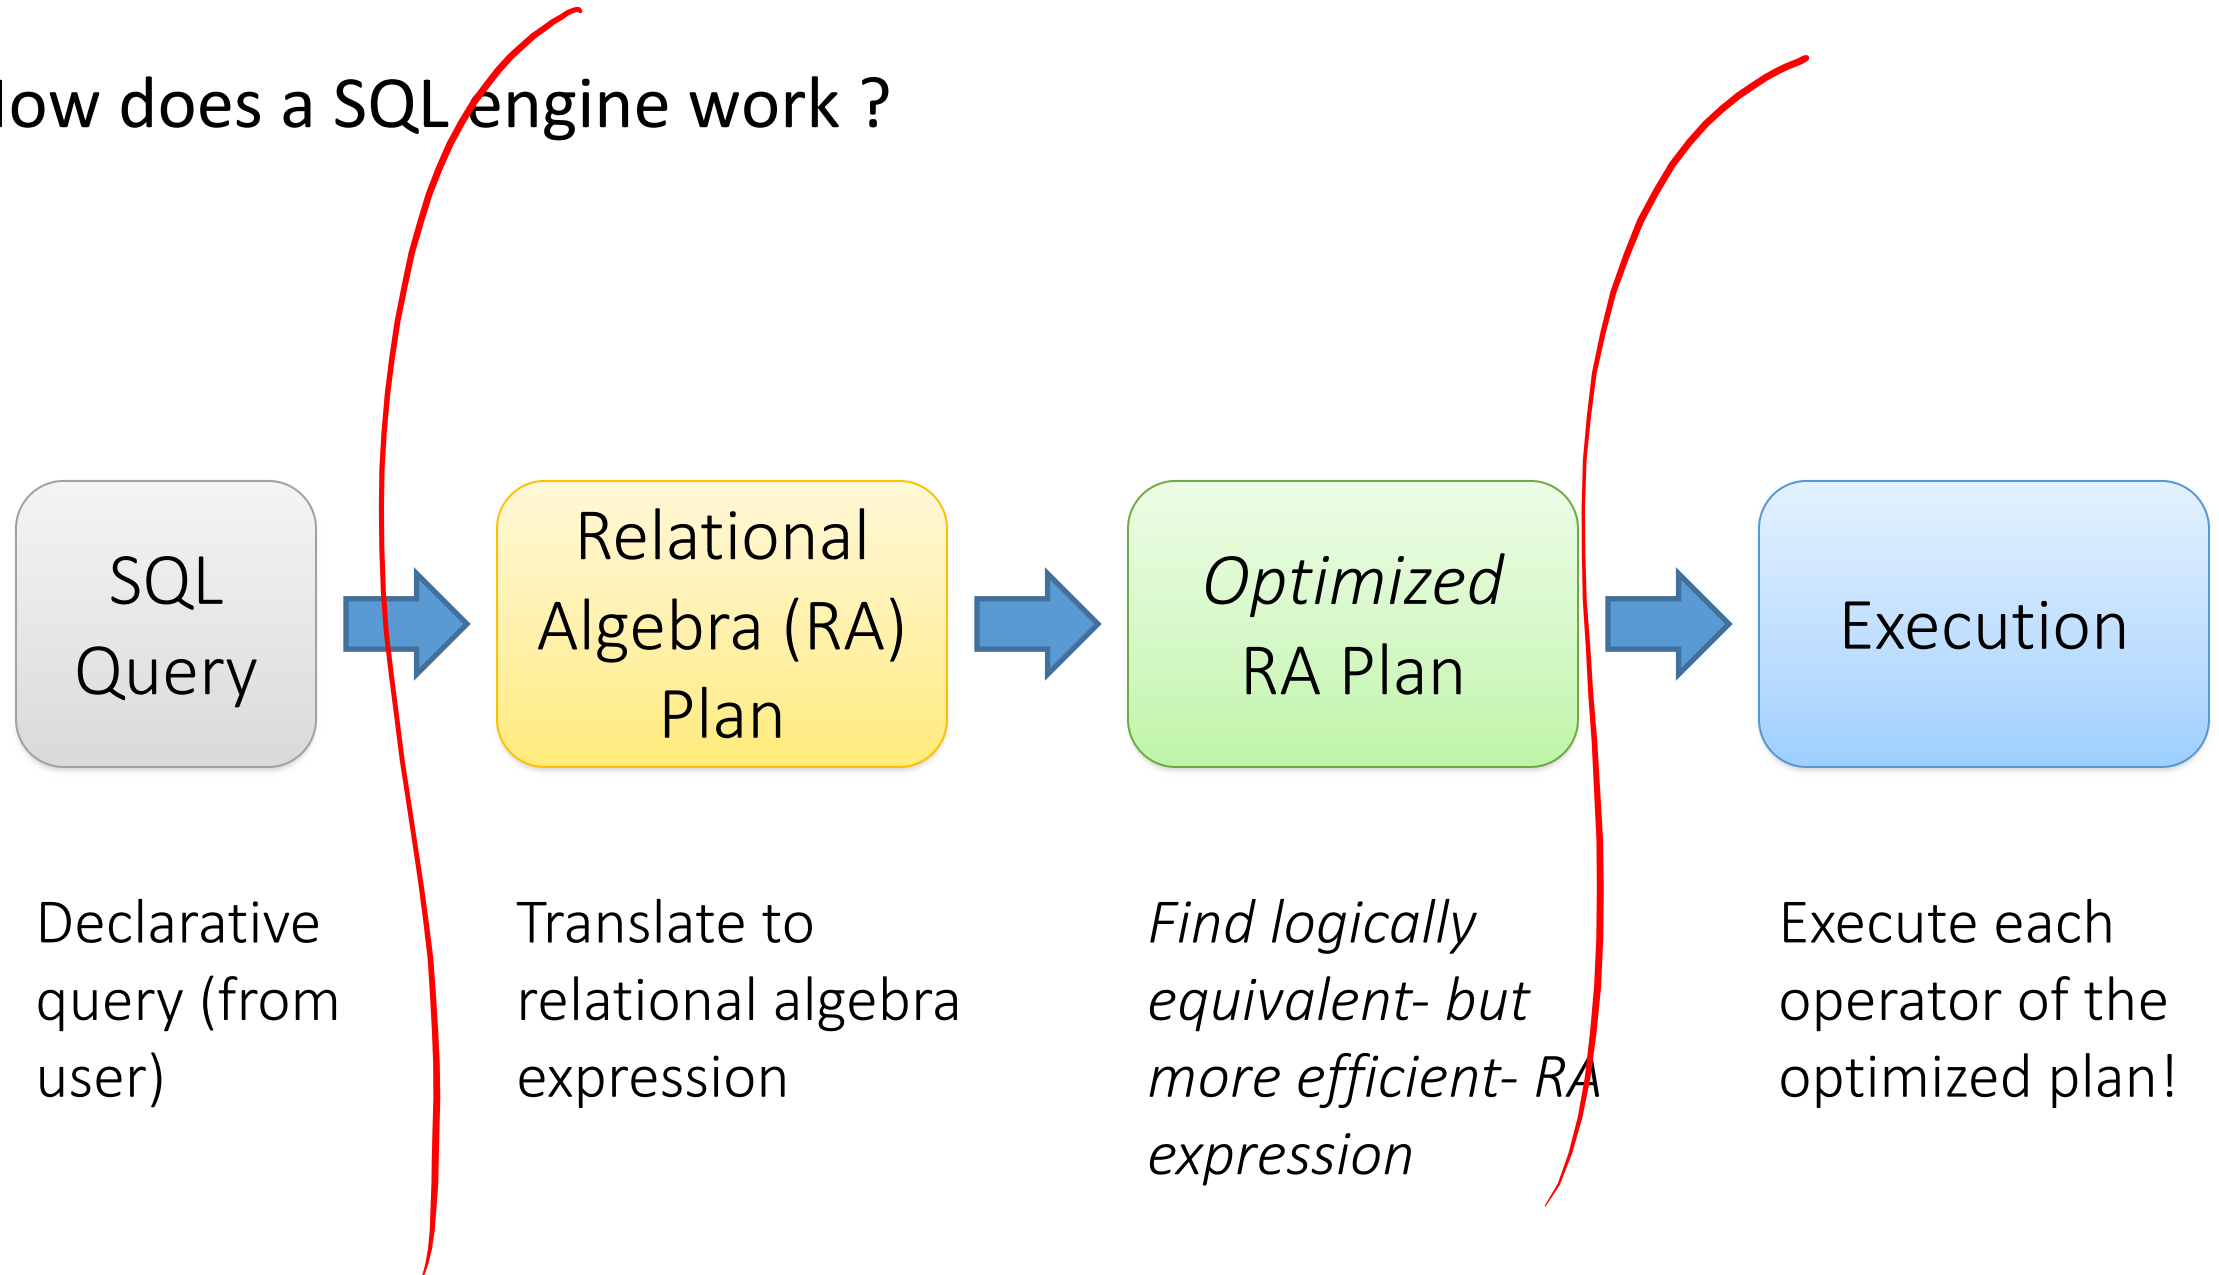 How does a SQL engine work ?
SQL
Query
Relational
Algebra (RA)
Plan
Optimized
RA Plan
Execution
Declarative
query (from
user)
Translate to
relational algebra
expression
Find logically
equivalent- but
more efficient- RA
expression
Execute each
operator of the
optimized plan!